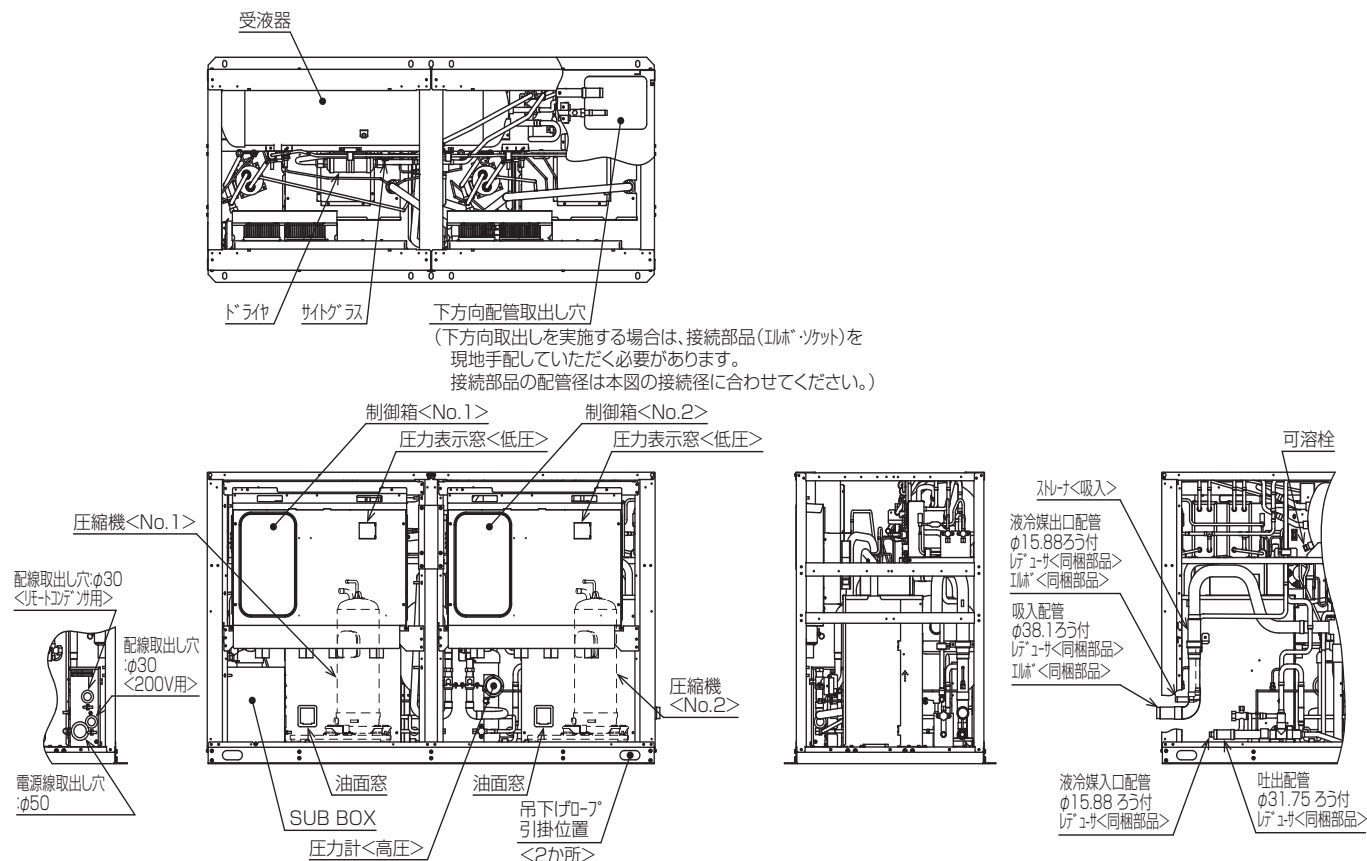 受液器
ドライヤ
サイトグラス
下方向配管取出し穴
(下方向取出しを実施する場合は、接続部品(エルボ・ソケット)を
現地手配していただく必要があります。
接続部品の配管径は本図の接続径に合わせてください。)
制御箱<No.1>
制御箱<No.2>
圧力表示窓<低圧>
圧力表示窓<低圧>
可溶栓
ストレーナ<吸入>
圧縮機<No.1>
液冷媒出口配管
φ15.88ろう付
レデューサ<同梱部品>
エルボ<同梱部品>
配線取出し穴:φ30
<リモートコンデンサ用>
吸入配管
φ38.1ろう付
レデューサ<同梱部品>
エルボ<同梱部品>
配線取出し穴
:φ30
<200V用>
圧縮機
<No.2>
電源線取出し穴
:φ50
油面窓
油面窓
吊下げロープ
引掛位置
<2か所>
SUB BOX
圧力計<高圧>
液冷媒入口配管
φ15.88 ろう付
レデューサ<同梱部品>
吐出配管
φ31.75 ろう付
レデューサ<同梱部品>